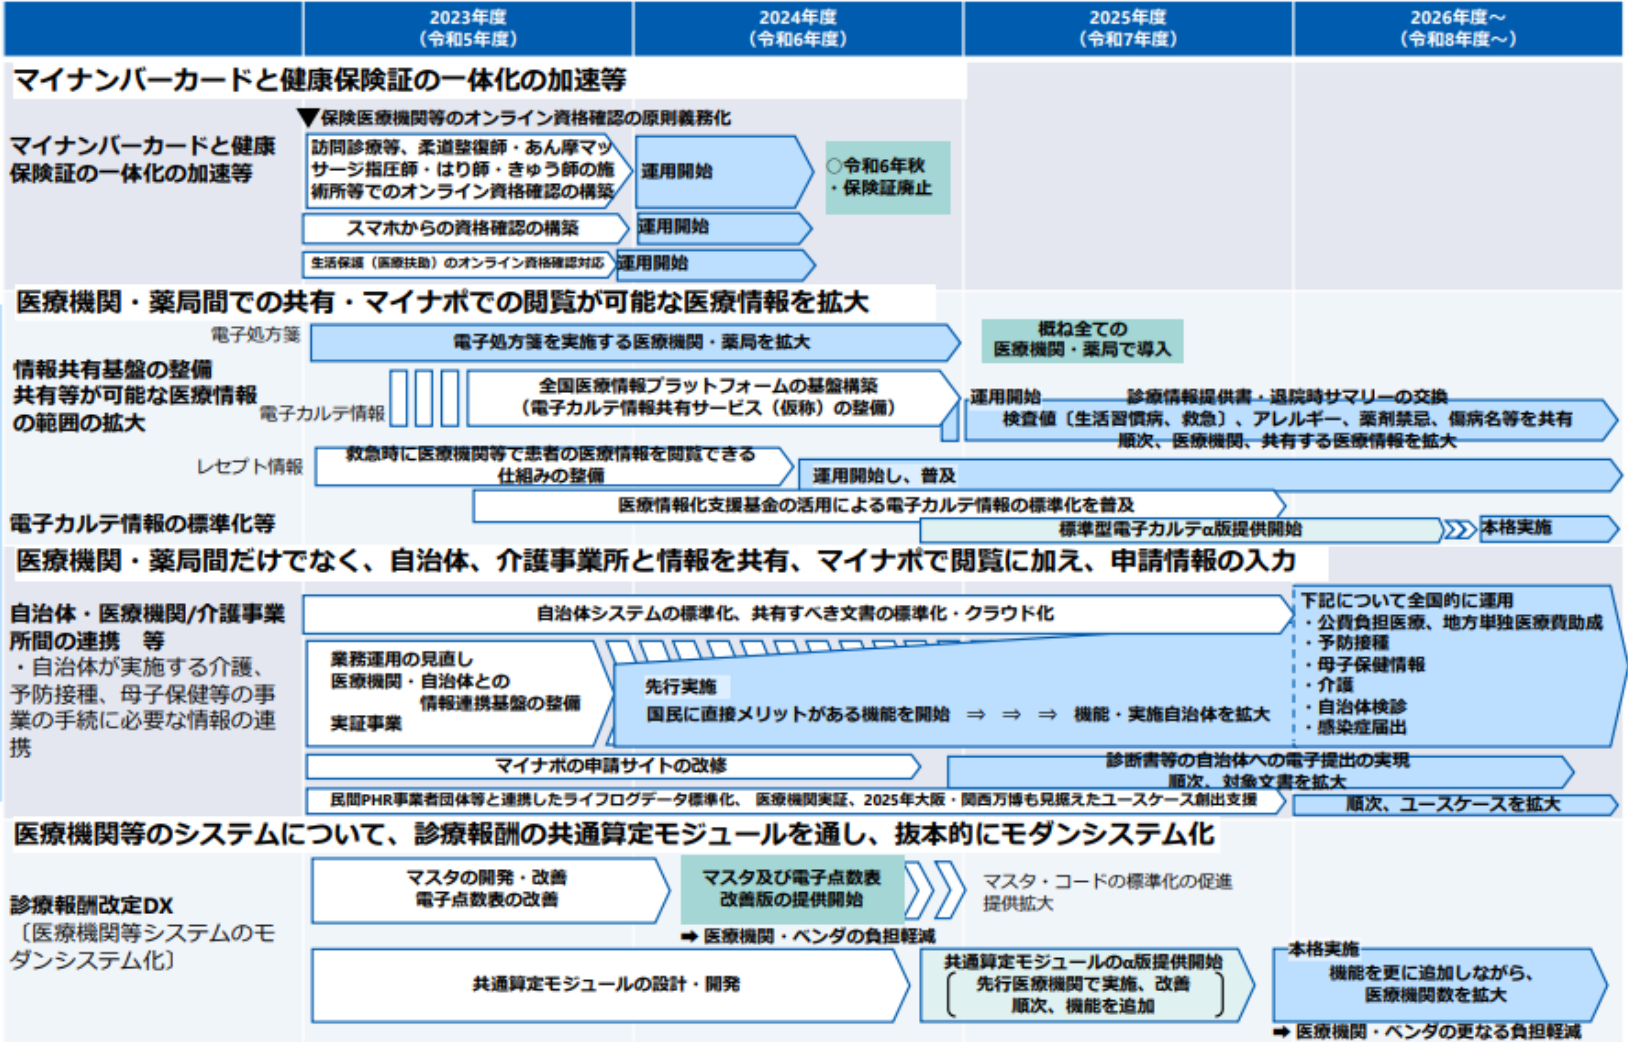 2023年度
（令和5年度）
2024年度
（令和6年度）
2025年度
（令和7年度）
2026年度～
（令和8年度～）
マイナンバーカードと健康保険証の一体化の加速等
▼保険医療機関等のオンライン資格確認の原則義務化
マイナンバーカードと健康
保険証の一体化の加速等
訪問診療等、柔道整復師・あん摩マッ
サージ指圧師・はり師・きゅう師の施
術所等でのオンライン資格確認の構築
運用開始
○令和6年秋
・保険証廃止
スマホからの資格確認の構築
運用開始
生活保護（医療扶助）のオンライン資格確認対応
運用開始
医療機関・薬局間での共有・マイナポでの閲覧が可能な医療情報を拡大
電子処方箋
電子処方箋を実施する医療機関・薬局を拡大
概ね全ての
医療機関・薬局で導入
情報共有基盤の整備
共有等が可能な医療情報
の範囲の拡大
電子カルテ情報
全国医療情報プラットフォームの基盤構築
（電子カルテ情報共有サービス（仮称）の整備）
運用開始
診療情報提供書・退院時サマリーの交換
検査値〔生活習慣病、救急〕、アレルギー、薬剤禁忌、傷病名等を共有
順次、医療機関、共有する医療情報を拡大
レセプト情報
救急時に医療機関等で患者の医療情報を閲覧できる
仕組みの整備
運用開始し、普及
医療情報化支援基金の活用による電子カルテ情報の標準化を普及
電子カルテ情報の標準化等
標準型電子カルテα版提供開始
本格実施
医療機関・薬局間だけでなく、自治体、介護事業所と情報を共有、マイナポで閲覧に加え、申請情報の入力
自治体・医療機関/介護事業
所間の連携　等
・自治体が実施する介護、
予防接種、母子保健等の事
業の手続に必要な情報の連
携
自治体システムの標準化、共有すべき文書の標準化・クラウド化
業務運用の見直し
医療機関・自治体との
情報連携基盤の整備
実証事業
先行実施
国民に直接メリットがある機能を開始　⇒　⇒　⇒　機能・実施自治体を拡大
下記について全国的に運用
・公費負担医療、地方単独医療費助成
・予防接種
・母子保健情報
・介護
・自治体検診
・感染症届出
マイナポの申請サイトの改修
診断書等の自治体への電子提出の実現
順次、対象文書を拡大
民間PHR事業者団体等と連携したライフログデータ標準化、 医療機関実証、2025年大阪・関西万博も見据えたユースケース創出支援
順次、ユースケースを拡大
医療機関等のシステムについて、診療報酬の共通算定モジュールを通し、抜本的にモダンシステム化
診療報酬改定DX
〔医療機関等システムのモ
ダンシステム化〕
マスタの開発・改善
電子点数表の改善
マスタ及び電子点数表
改善版の提供開始
マスタ・コードの標準化の促進
提供拡大
➡ 医療機関・ベンダの負担軽減
共通算定モジュールの設計・開発
共通算定モジュールのα版提供開始
先行医療機関で実施、改善
順次、機能を追加
本格実施
機能を更に追加しながら、
医療機関数を拡大
➡ 医療機関・ベンダの更なる負担軽減